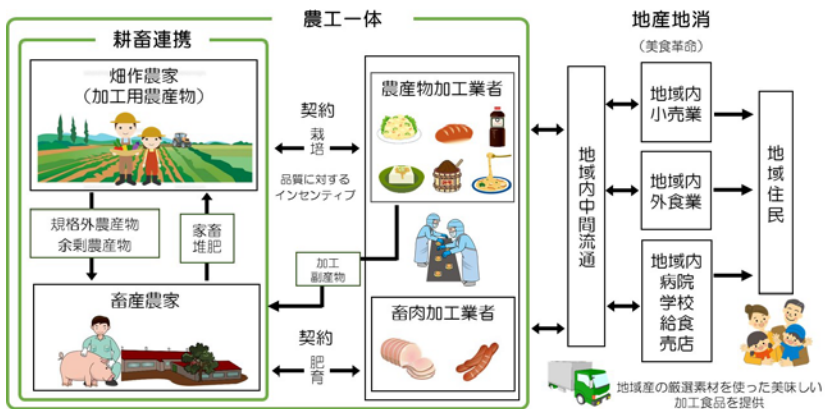 農工一体
地産地消
(美食革命)
耕畜連携
畑作農家
(加工用農産物)
規格外農産物
余剰農産物
家畜
堆肥
畜産農家
契約
栽
培
品質に対する
インセンティブ
加工
副産物
契約
肥
育
農産物加工業者
畜肉加工業者
地域内中間流通
地域内
小売業
地域内
外食業
地域内
病院
学校
給食
売店
地域住民
地域産の厳選素材を使った美味しい
加工食品を提供